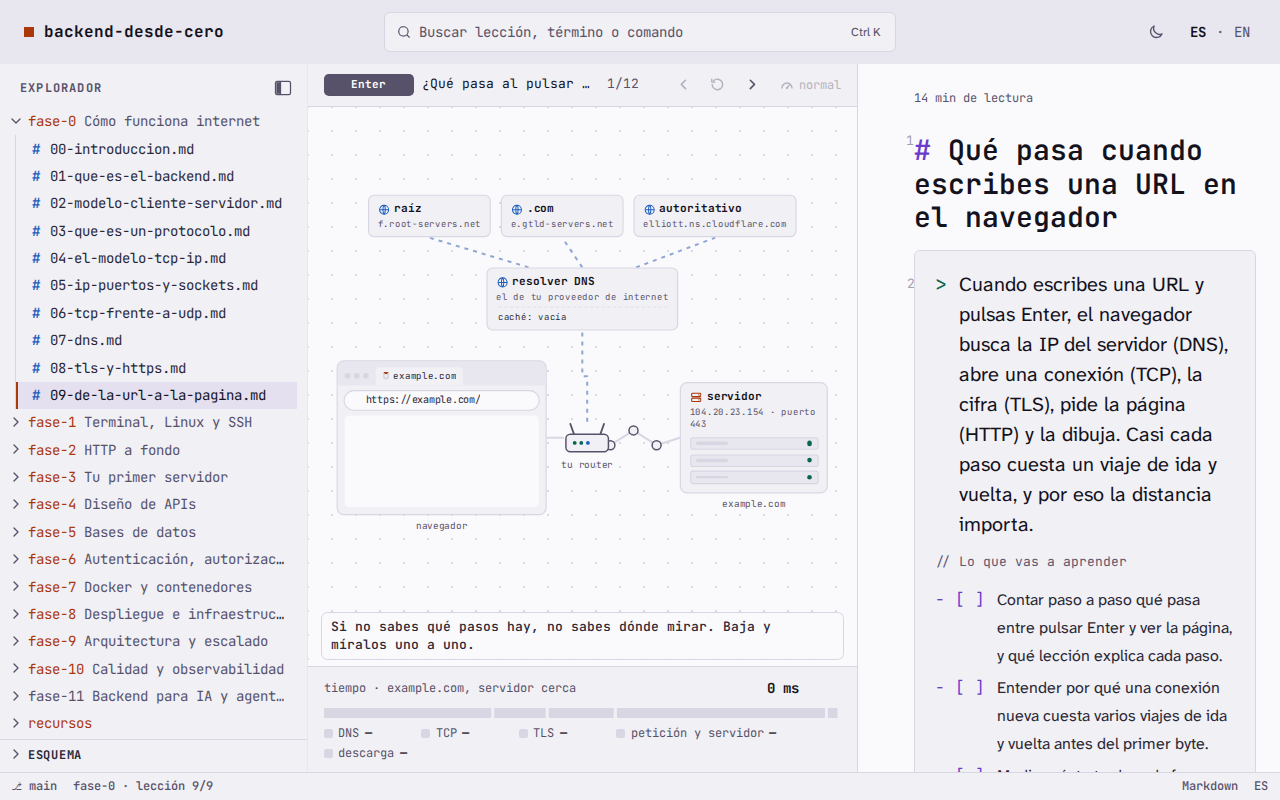 backend-desde-cero
Buscar lección, término o comando
Ctrl K
ES · EN
EXPLORADOR
fase-0 Cómo funciona internet
# 00-introduccion.md
# 01-que-es-el-backend.md
# 02-modelo-cliente-servidor.md
# 03-que-es-un-protocolo.md
# 04-el-modelo-tcp-ip.md
# 05-ip-puertos-y-sockets.md
# 06-tcp-frente-a-udp.md
# 07-dns.md
# 08-tls-y-https.md
# 09-de-la-url-a-la-pagina.md
fase-1 Terminal, Linux y SSH
fase-2 HTTP a fondo
fase-3 Tu primer servidor
fase-4 Diseño de APIs
fase-5 Bases de datos
fase-6 Autenticación, autorizac…
fase-7 Docker y contenedores
fase-8 Despliegue e infraestruc…
fase-9 Arquitectura y escalado
fase-10 Calidad y observabilidad
fase-11 Backend para IA y agent…
recursos
ESQUEMA
Enter
¿Qué pasa al pulsar …
1/12
normal
raíz
f.root-servers.net
.com
e.gtld-servers.net
autoritativo
elliott.ns.cloudflare.com
resolver DNS
el de tu proveedor de internet
caché: vacía
example.com
https://example.com/
navegador
tu router
servidor
104.20.23.154 · puerto
443
example.com
Si no sabes qué pasos hay, no sabes dónde mirar. Baja y
míralos uno a uno.
tiempo · example.com, servidor cerca
0 ms
DNS —
TCP —
TLS —
petición y servidor —
descarga —
14 min de lectura
1
# Qué pasa cuando
escribes una URL en
el navegador
2
> Cuando escribes una URL y
pulsas Enter, el navegador
busca la IP del servidor (DNS),
abre una conexión (TCP), la
cifra (TLS), pide la página
(HTTP) y la dibuja. Casi cada
paso cuesta un viaje de ida y
vuelta, y por eso la distancia
importa.
// Lo que vas a aprender
- [ ] Contar paso a paso qué pasa
entre pulsar Enter y ver la página,
y qué lección explica cada paso.
- [ ] Entender por qué una conexión
nueva cuesta varios viajes de ida
y vuelta antes del primer byte.
main
fase-0 · lección 9/9
Markdown
ES